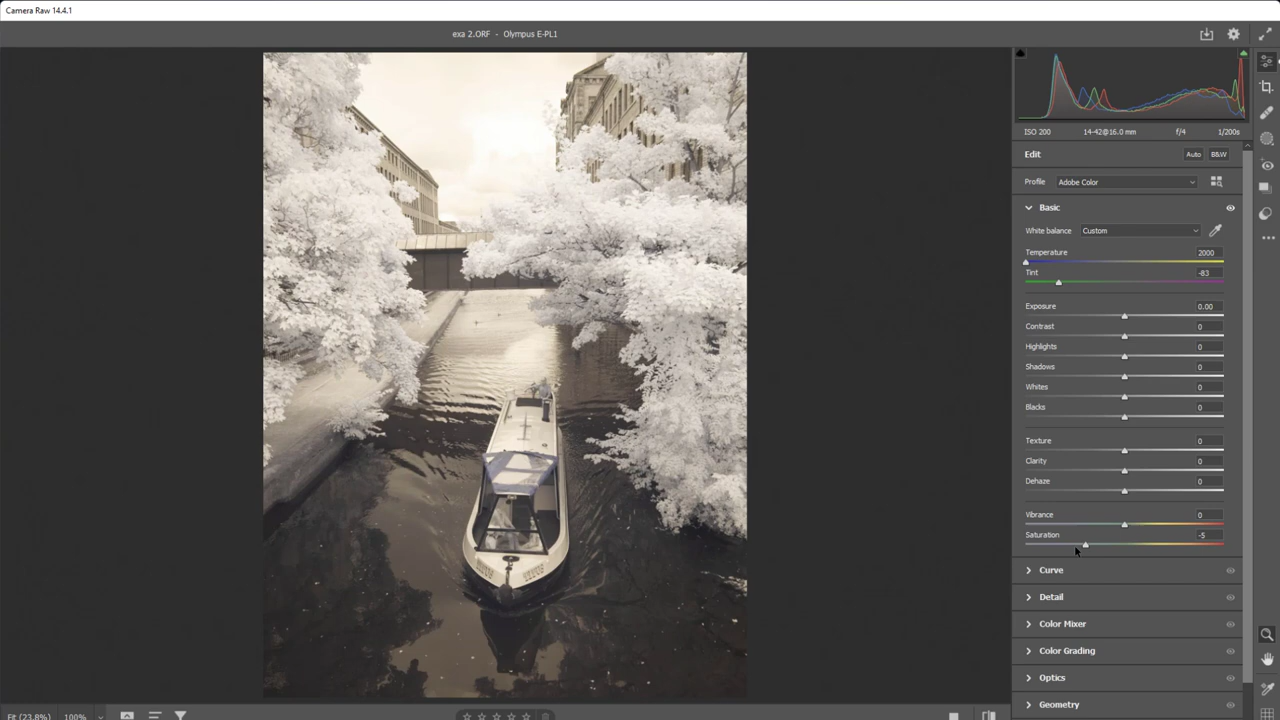 Camera Raw 14.4.1
exa 2.ORF - Olympus E-PL1
ISO 200 14-42@16.0 mm f/4 1/200s
Edit Auto B&W
Profile Adobe Color
Basic
White balance Custom
Temperature 2000
Tint -83
Exposure 0.00
Contrast 0
Highlights 0
Shadows 0
Whites 0
Blacks 0
Texture 0
Clarity 0
Dehaze 0
Vibrance 0
Saturation -5
Curve
Detail
Color Mixer
Color Grading
Optics
Geometry
Fit (23.8%) 100%